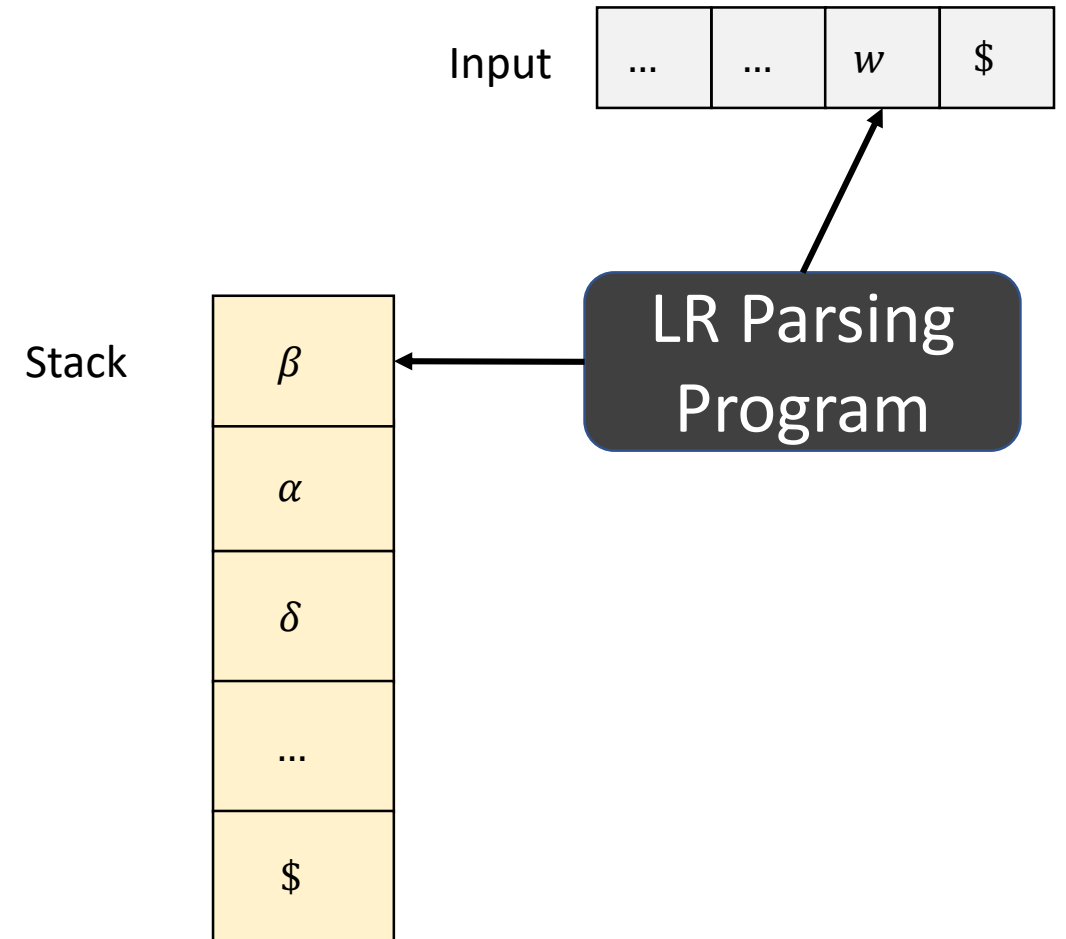 Input … … 𝑤 $
LR Parsing
Program
Stack
𝛽
𝛼
𝛿
…
$